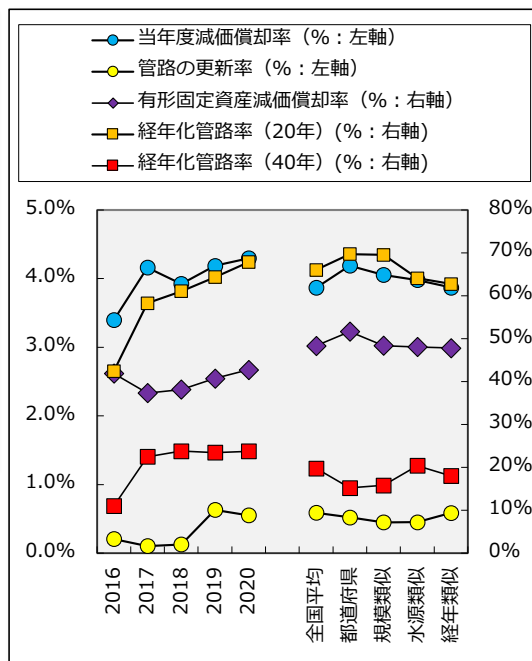 当年度減価償却率（%：左軸）
管路の更新率（%：左軸）
有形固定資産減価償却率（%：右軸）
経年化管路率（20年）(%：右軸)
経年化管路率（40年）(%：右軸)
5.0%
4.0%
3.0%
2.0%
1.0%
0.0%
80%
70%
60%
50%
40%
30%
20%
10%
0%
2016
2017
2018
2019
2020
全国平均
都道府県
規模類似
水源類似
経年類似